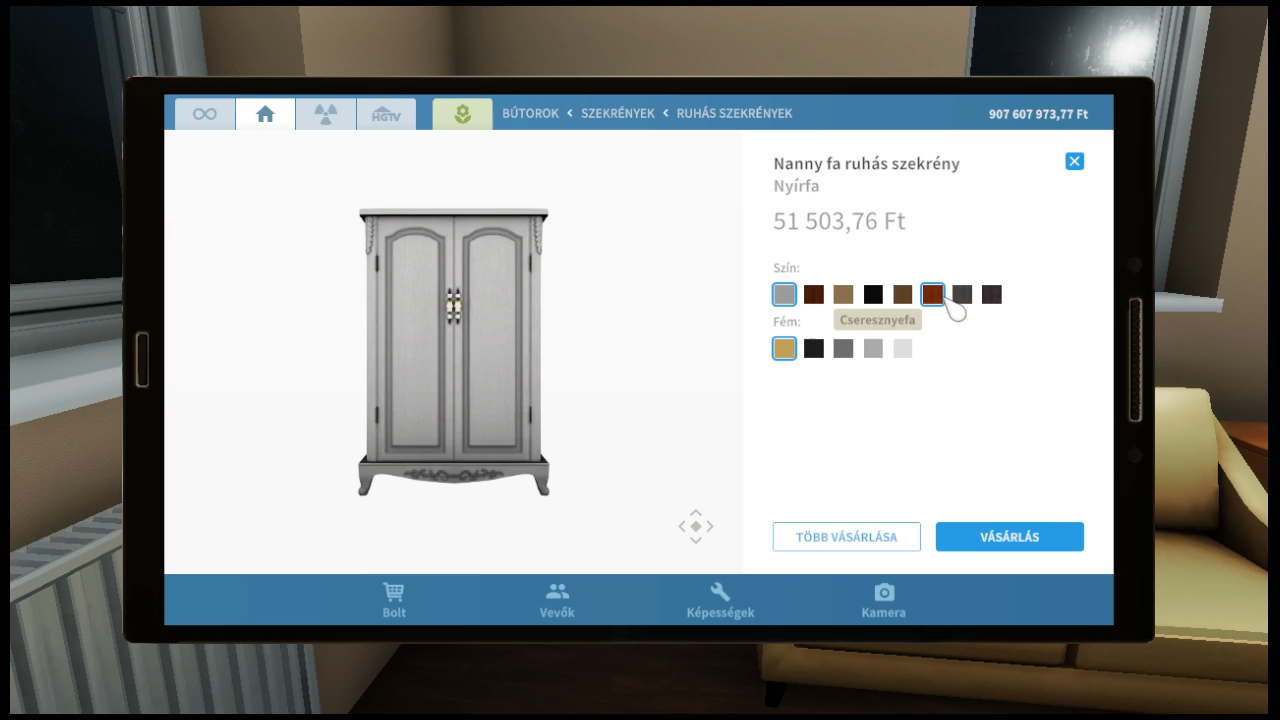 HGTV
BÚTOROK < SZEKRÉNYEK < RUHÁS SZEKRÉNYEK
907 607 973,77 Ft
Nanny fa ruhás szekrény
Nyírfa
51 503,76 Ft
Szín:
Cseresznyefa
Fém:
TÖBB VÁSÁRLÁSA
VÁSÁRLÁS
Bolt
Vevők
Képességek
Kamera